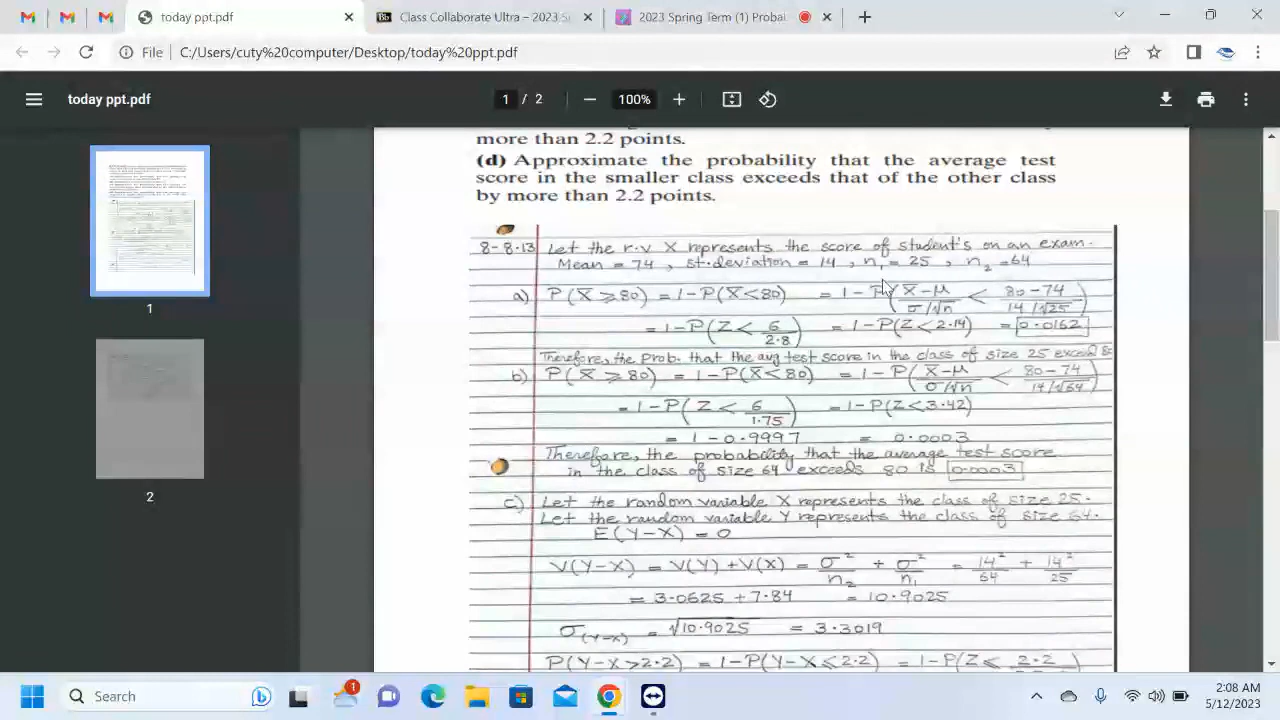 today ppt.pdf
Class Collaborate Ultra – 2023 S
2023 Spring Term (1) Probal
File
C:/Users/cuty%20computer/Desktop/today%20ppt.pdf
today ppt.pdf
1 / 2
100%
more than 2.2 points.
(d) Approximate the probability that the average test
score in the smaller class exceeds that of the other class
by more than 2.2 points.
8-8.13 Let the r.v X represents the score of student's on an exam.
Mean = 74, st.deviation = 14, n₁ = 25, n₂ = 64
a) P(X̄ ≥ 80) = 1-P(X̄ < 80) = 1-P(X̄-μ / σ/√n < 80-74 / 14/√25)
= 1-P(Z < 6/2.8) = 1-P(Z < 2.14) = 0.0162
Therefore, the prob. that the avg test score in the class of size 25 exceed 8
b) P(X̄ ≥ 80) = 1-P(X̄ < 80) = 1-P(X̄-μ / σ/√n < 80-74 / 14/√64)
= 1-P(Z < 6/1.75) = 1-P(Z < 3.42)
= 1-0.9997 = 0.0003
Therefore, the probability that the average test score
in the class of size 64 exceeds 80 is 0.0003
c) Let the random variable X represents the class of size 25.
Let the random variable Y represents the class of size 64.
E(Y-X) = 0
V(Y-X) = V(Y)+V(X) = σ²/n₂ + σ²/n₁ = 14²/64 + 14²/25
= 3.0625 + 7.84 = 10.9025
σ(Y-X) = √10.9025 = 3.3019
P(Y-X > 2.2) = 1-P(Y-X ≤ 2.2) = 1-P(Z ≤ 2.2
1
2
Search
1
2:08 AM
5/12/2023